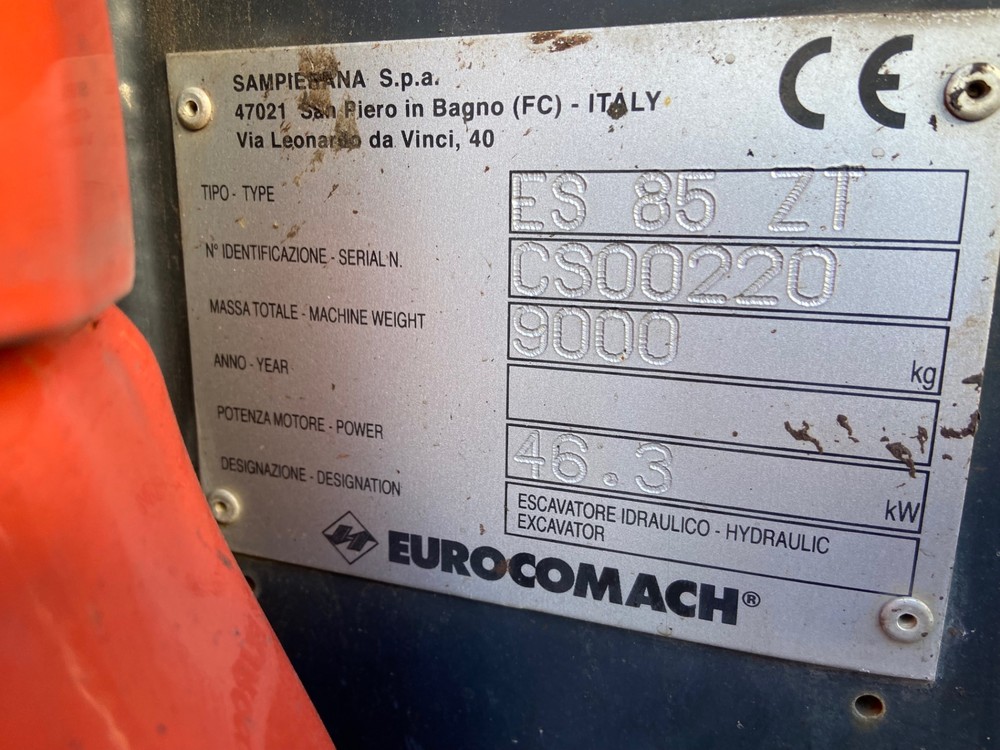 SAMPIERANA S.p.a.
47021 San Piero in Bagno (FC) - ITALY
Via Leonardo da Vinci, 40
CE
TIPO - TYPE
ES 85 ZT
N° IDENTIFICAZIONE - SERIAL N.
CS00220
MASSA TOTALE - MACHINE WEIGHT
9000 kg
ANNO - YEAR
POTENZA MOTORE - POWER
46.3 kW
DESIGNAZIONE - DESIGNATION
ESCAVATORE IDRAULICO - HYDRAULIC
EXCAVATOR
EUROCOMACH®